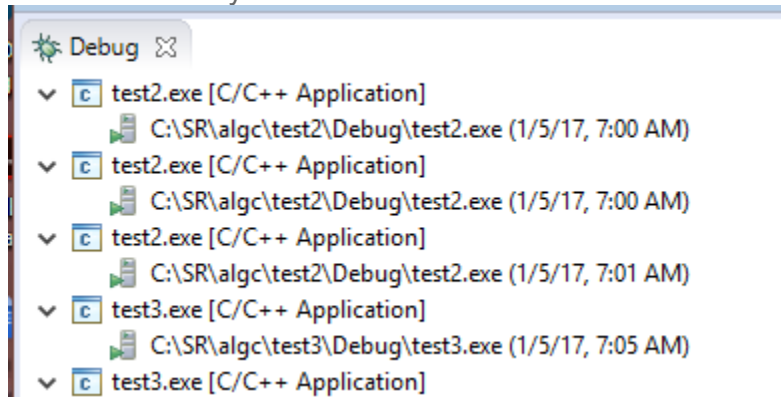 Debug
test2.exe [C/C++ Application]
C:\SR\algc\test2\Debug\test2.exe (1/5/17, 7:00 AM)
test2.exe [C/C++ Application]
C:\SR\algc\test2\Debug\test2.exe (1/5/17, 7:00 AM)
test2.exe [C/C++ Application]
C:\SR\algc\test2\Debug\test2.exe (1/5/17, 7:01 AM)
test3.exe [C/C++ Application]
C:\SR\algc\test3\Debug\test3.exe (1/5/17, 7:05 AM)
test3.exe [C/C++ Application]